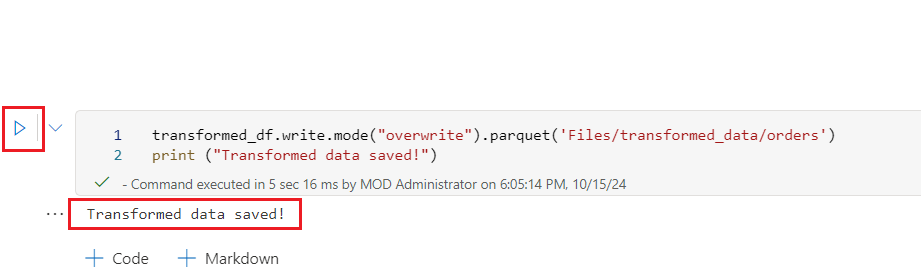 1 transformed_df.write.mode("overwrite").parquet('Files/transformed_data/orders')
2 print ("Transformed data saved!")
- Command executed in 5 sec 16 ms by MOD Administrator on 6:05:14 PM, 10/15/24
Transformed data saved!
+ Code + Markdown